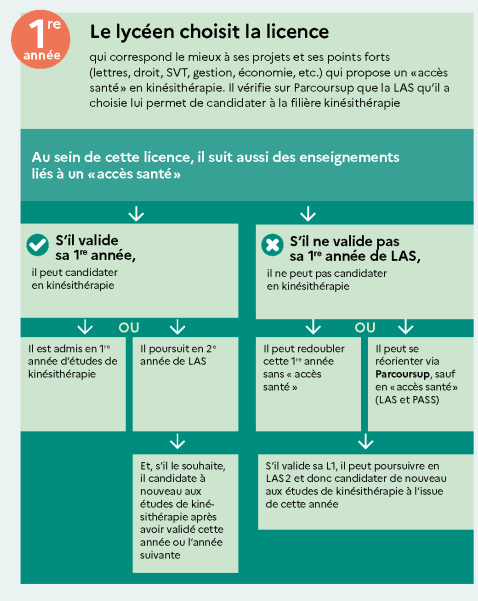 1re
année
Le lycéen choisit la licence
qui correspond le mieux à ses projets et ses points forts
(lettres, droit, SVT, gestion, économie, etc.) qui propose un «accès
santé» en kinésithérapie. Il vérifie sur Parcoursup que la LAS qu'il a
choisie lui permet de candidater à la filière kinésithérapie
Au sein de cette licence, il suit aussi des enseignements
liés à un «accès santé»
S'il valide
sa 1re année,
il peut candidater
en kinésithérapie
S'il ne valide pas
sa 1re année de LAS,
il ne peut pas candidater
en kinésithérapie
OU
OU
Il est admis en 1re
année d'études de
kinésithérapie
Il poursuit en 2e
année de LAS
Il peut redoubler
cette 1re année
sans « accès
santé »
Il peut se
réorienter via
Parcoursup, sauf
en «accès santé»
(LAS et PASS)
Et, s'il le souhaite,
il candidate à
nouveau aux
études de kiné-
sithérapie après
avoir validé cette
année ou l'année
suivante
S'il valide sa L1, il peut poursuivre en
LAS2 et donc candidater de nouveau
aux études de kinésithérapie à l'issue
de cette année